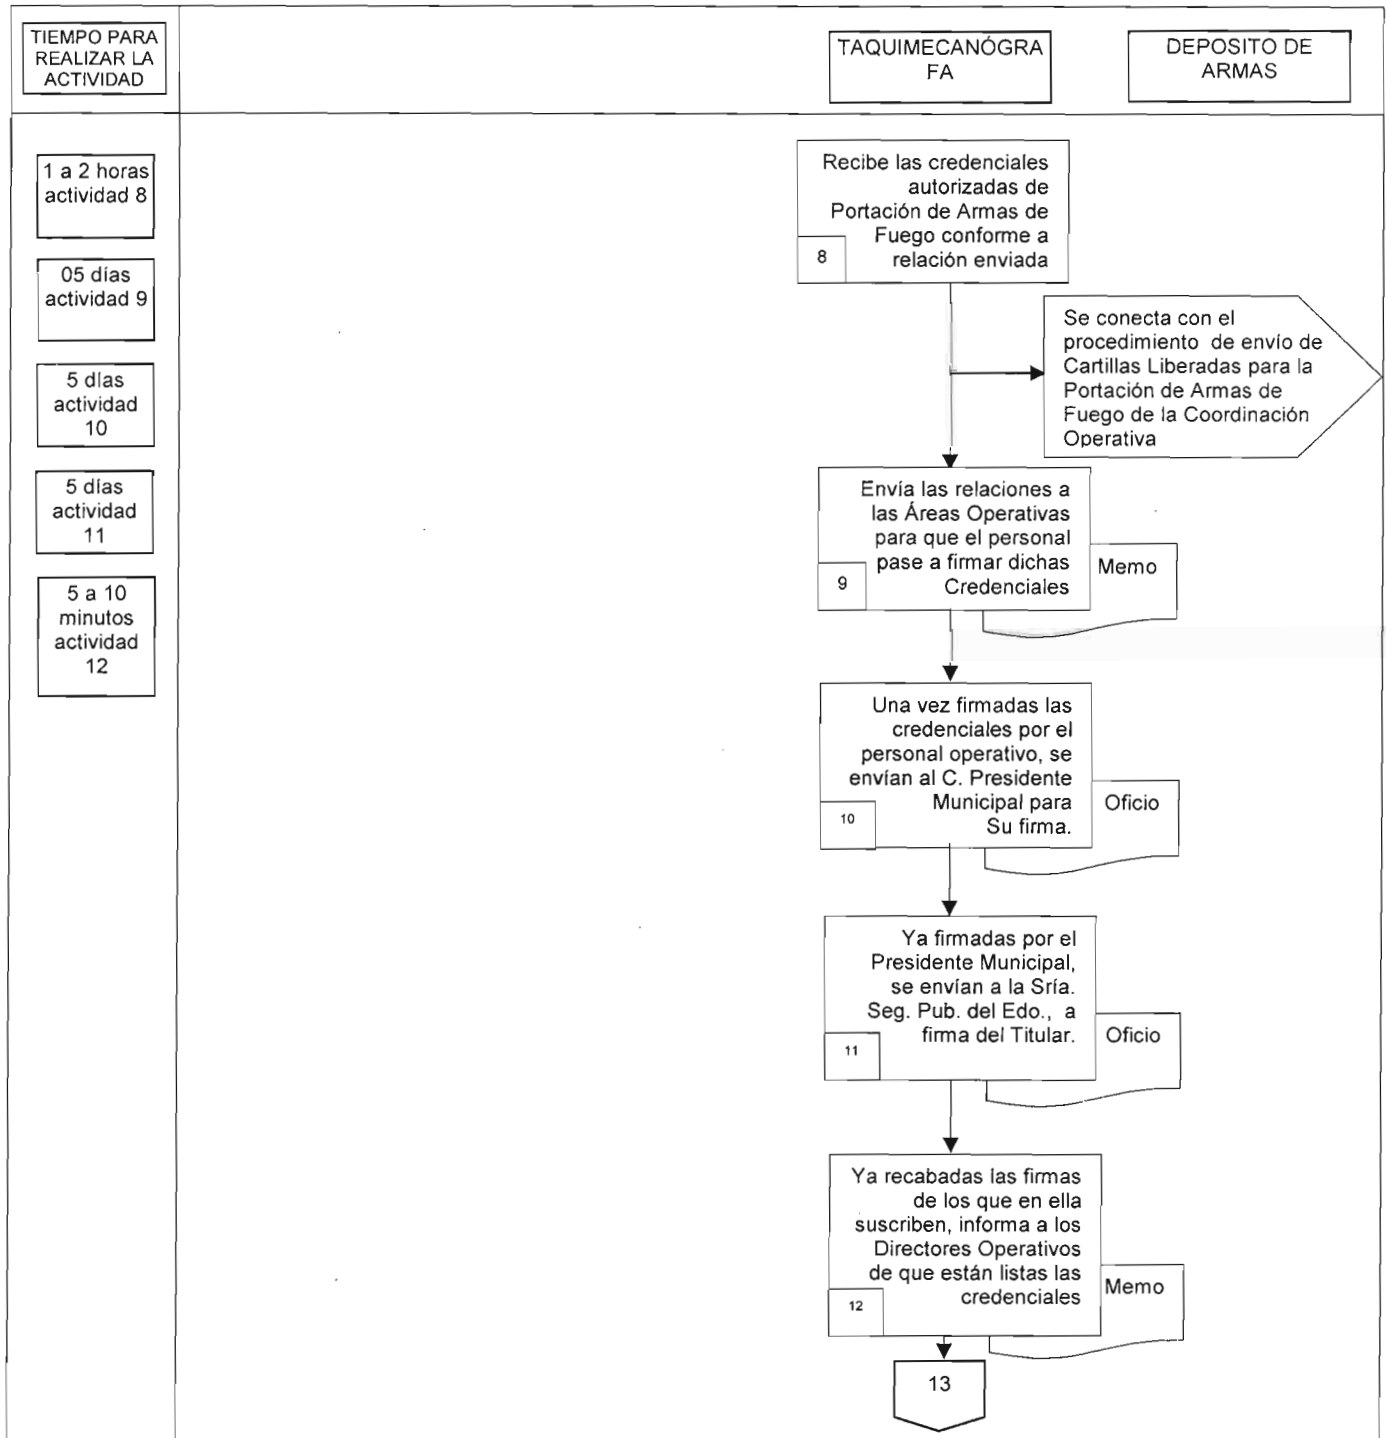 TIEMPO PARA
REALIZAR LA
ACTIVIDAD
TAQUIMECANÓGRA
FA
DEPOSITO DE
ARMAS
1 a 2 horas
actividad 8
05 días
actividad 9
5 días
actividad
10
5 días
actividad
11
5 a 10
minutos
actividad
12
Recibe las credenciales
autorizadas de
Portación de Armas de
Fuego conforme a
relación enviada
8
Se conecta con el
procedimiento de envío de
Cartillas Liberadas para la
Portación de Armas de
Fuego de la Coordinación
Operativa
Envía las relaciones a
las Áreas Operativas
para que el personal
pase a firmar dichas
Credenciales
9
Memo
Una vez firmadas las
credenciales por el
personal operativo, se
envían al C. Presidente
Municipal para
Su firma.
10
Oficio
Ya firmadas por el
Presidente Municipal,
se envían a la Sría.
Seg. Pub. del Edo., a
firma del Titular.
11
Oficio
Ya recabadas las firmas
de los que en ella
suscriben, informa a los
Directores Operativos
de que están listas las
credenciales
12
Memo
13